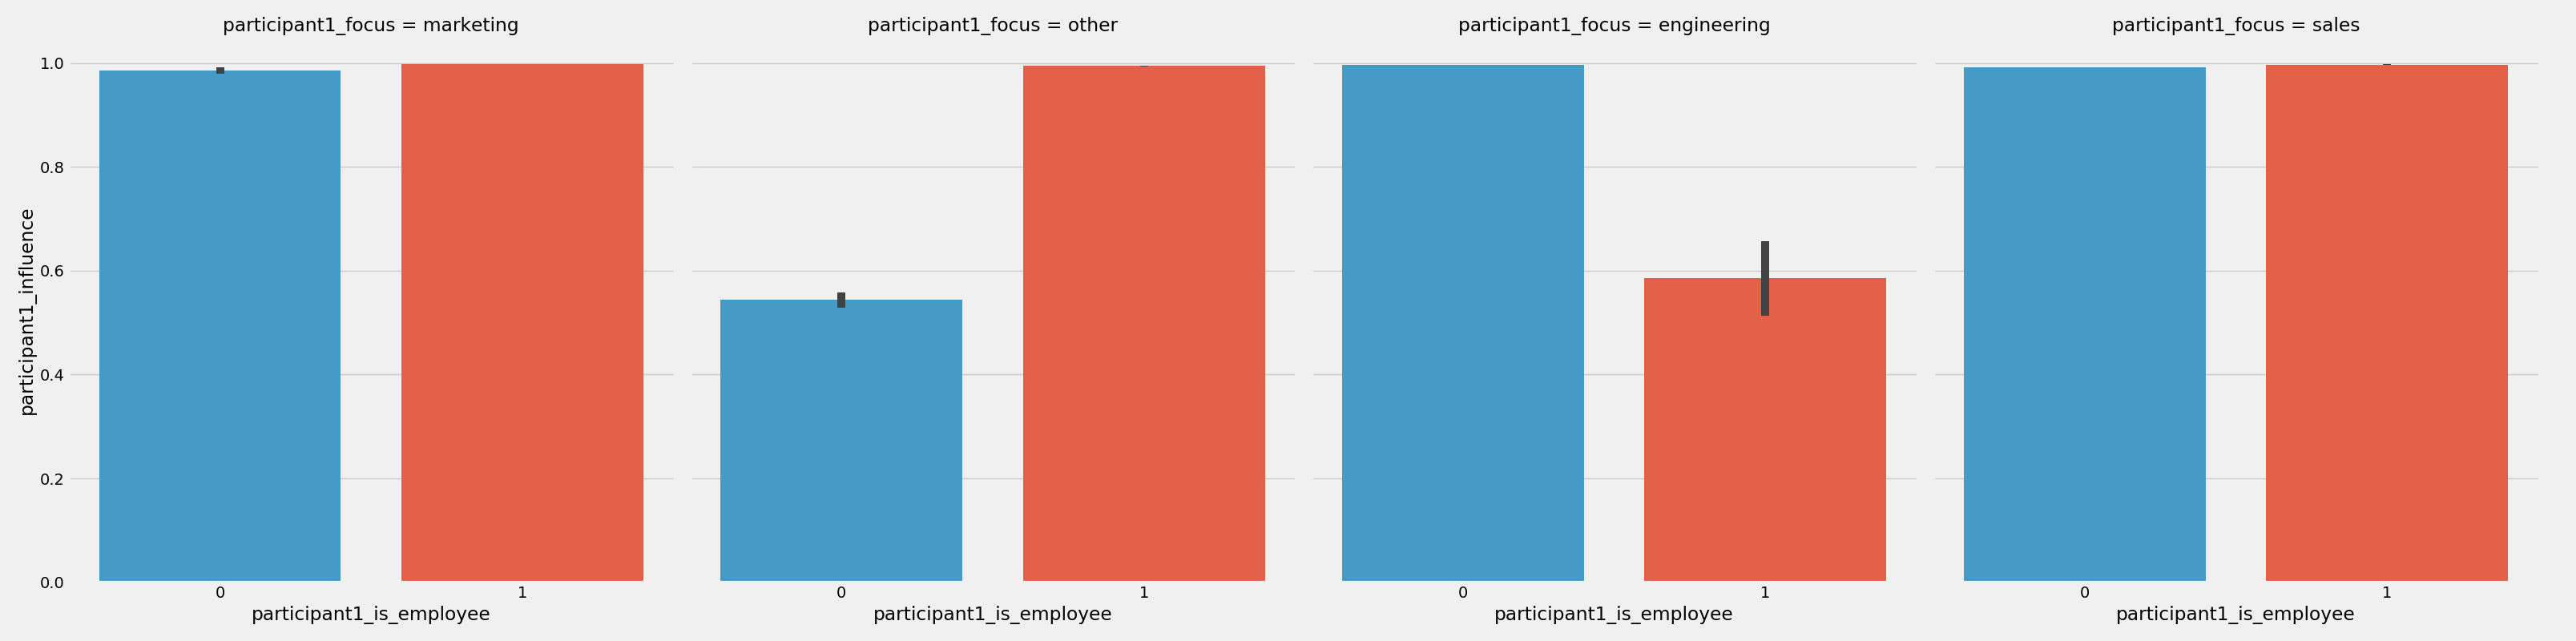 participant1_focus = marketing
participant1_focus = other
participant1_focus = engineering
participant1_focus = sales
participant1_influence
1.0
0.8
0.6
0.4
0.2
0.0
0 1
0 1
0 1
0 1
participant1_is_employee
participant1_is_employee
participant1_is_employee
participant1_is_employee